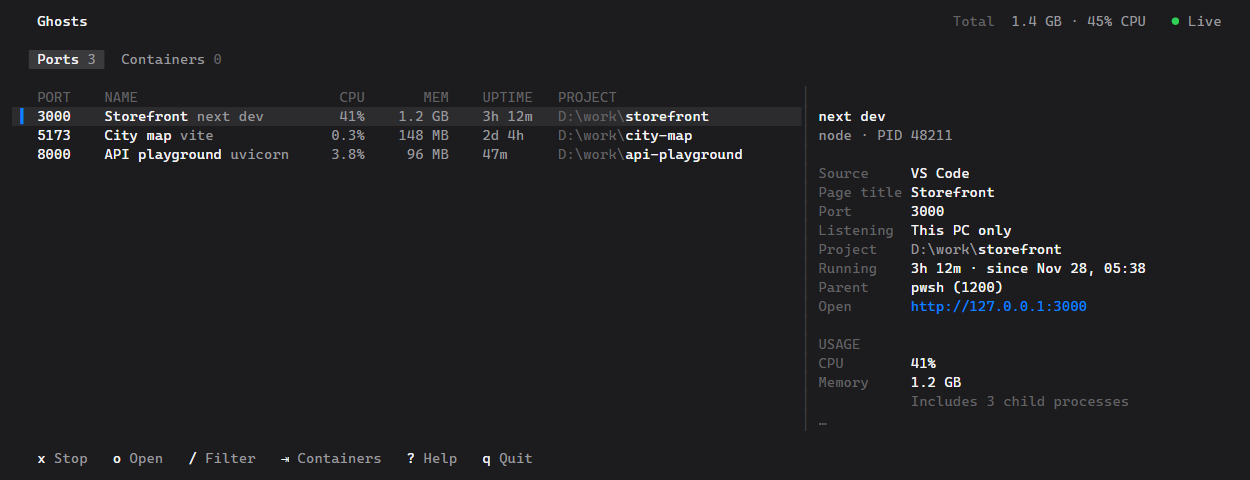 Ghosts Total 1.4 GB · 45% CPU ● Live
Ports 3 Containers 0
PORT NAME CPU MEM UPTIME PROJECT
3000 Storefront next dev 41% 1.2 GB 3h 12m D:\work\storefront
5173 City map vite 0.3% 148 MB 2d 4h D:\work\city-map
8000 API playground uvicorn 3.8% 96 MB 47m D:\work\api-playground
next dev
node · PID 48211
Source VS Code
Page title Storefront
Port 3000
Listening This PC only
Project D:\work\storefront
Running 3h 12m · since Nov 28, 05:38
Parent pwsh (1200)
Open http://127.0.0.1:3000
USAGE
CPU 41%
Memory 1.2 GB
Includes 3 child processes
…
x Stop o Open / Filter ⇥ Containers ? Help q Quit